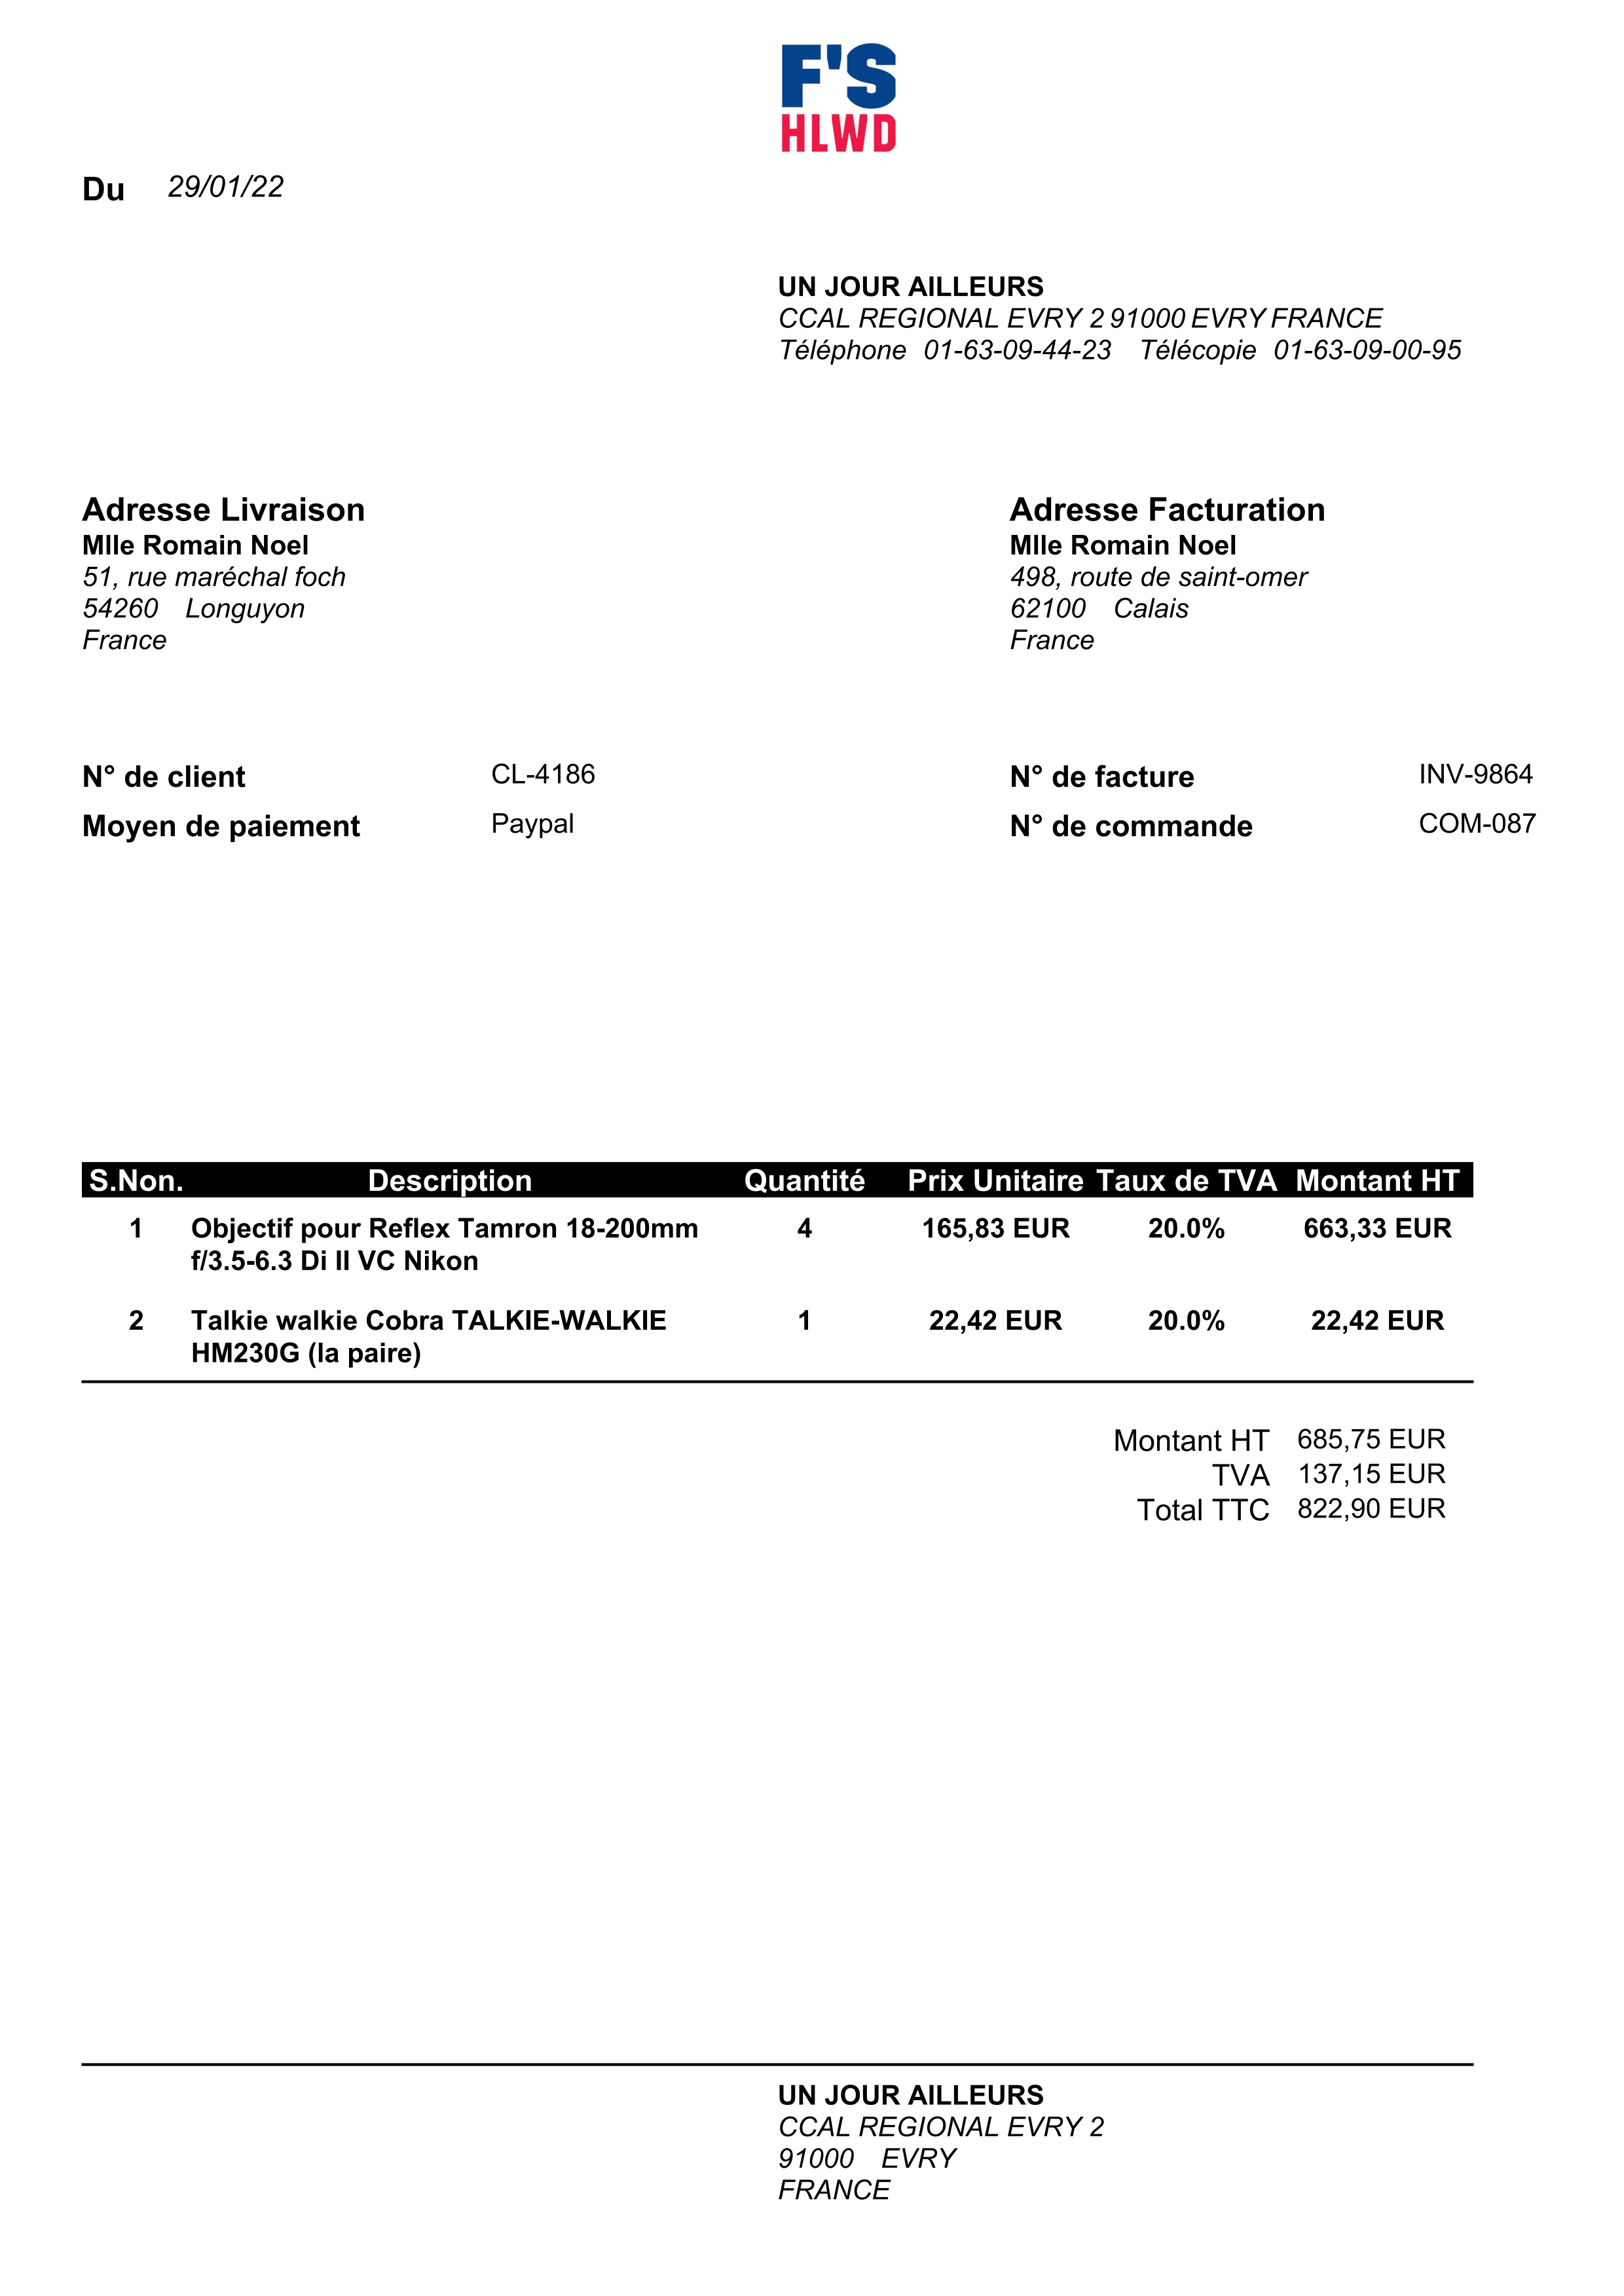 F'S
HLWD
Du 29/01/22
UN JOUR AILLEURS
CCAL REGIONAL EVRY 2 91000 EVRY FRANCE
Téléphone 01-63-09-44-23 Télécopie 01-63-09-00-95
Adresse Livraison
Mlle Romain Noel
51, rue maréchal foch
54260 Longuyon
France
Adresse Facturation
Mlle Romain Noel
498, route de saint-omer
62100 Calais
France
N° de client CL-4186
Moyen de paiement Paypal
N° de facture INV-9864
N° de commande COM-087
S.Non. Description Quantité Prix Unitaire Taux de TVA Montant HT
1 Objectif pour Reflex Tamron 18-200mm 4 165,83 EUR 20.0% 663,33 EUR
f/3.5-6.3 Di II VC Nikon
2 Talkie walkie Cobra TALKIE-WALKIE 1 22,42 EUR 20.0% 22,42 EUR
HM230G (la paire)
Montant HT 685,75 EUR
TVA 137,15 EUR
Total TTC 822,90 EUR
UN JOUR AILLEURS
CCAL REGIONAL EVRY 2
91000 EVRY
FRANCE